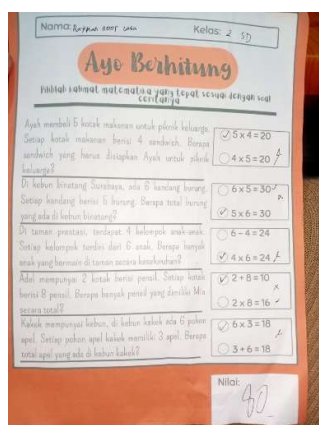 Nama:
Kelas: 2 SD
Ayo Berhitung
Pilihlah kalimat matematika yang tepat sesuai dengan soal
ceritanya
Ayah membeli 5 kotak makanan untuk piknik keluarga.
Setiap kotak makanan berisi 4 sandwich. Berapa
sandwich yang harus disiapkan Ayah untuk piknik
keluarga?
5 x 4 = 20
4 x 5 = 20
Di kebun binatang Surabaya, ada 6 kandang burung.
Setiap kandang berisi 5 burung. Berapa total burung
yang ada di kebun binatang?
6 x 5 = 30
5 x 6 = 30
Di taman prestasi, terdapat 4 kelompok anak-anak.
Setiap kelompok terdiri dari 6 anak. Berapa banyak
anak yang bermain di taman secara keseluruhan?
6 - 4 = 24
4 x 6 = 24
Adel mempunyai 2 kotak berisi pensil. Setiap kotak
berisi 8 pensil. Berapa banyak pensil yang dimiliki Mia
secara total?
2 + 8 = 10
2 x 8 = 16
Kakek mempunyai kebun, di kebun kakek ada 6 pohon
apel. Setiap pohon apel kakek memiliki 3 apel. Berapa
total apel yang ada di kebun kakek?
6 x 3 = 18
3 + 6 = 18
Nilai:
80